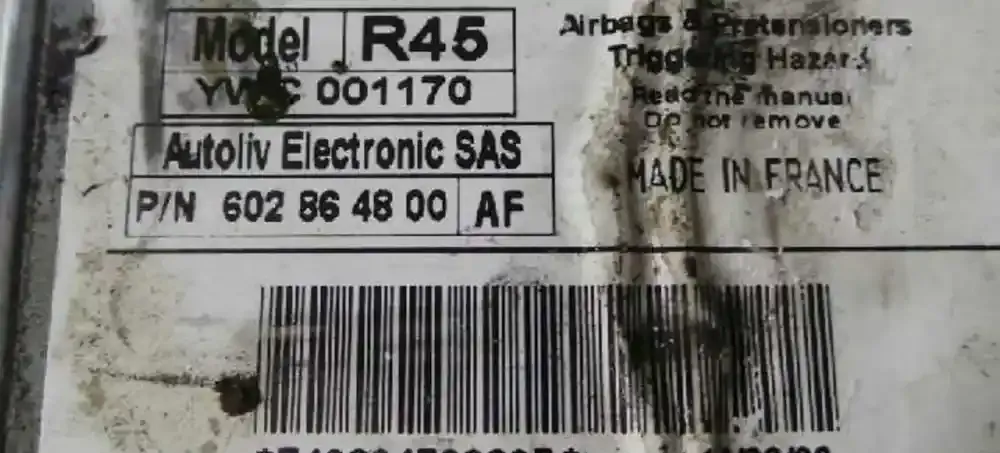 Model R45
001170
Autoliv Electronic SAS
P/N 602 86 48 00 AF
Airbags & Pretensioners
Triggering Hazard
Read the manual
Do not remove
MADE IN FRANCE